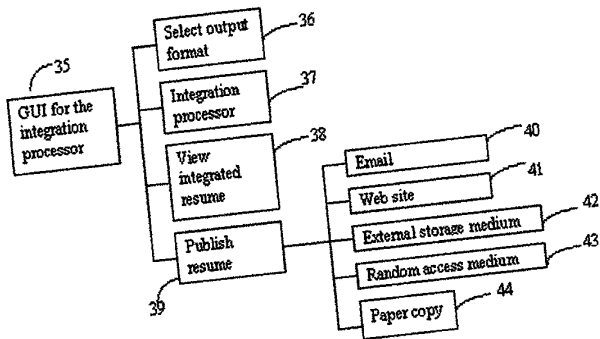 35
GUI for the
integration
processor
Select output
format
36
Integration
processor
37
View
integrated
resume
38
Publish
resume
39
Email
40
Web site
41
External storage medium
42
Random access medium
43
Paper copy
44